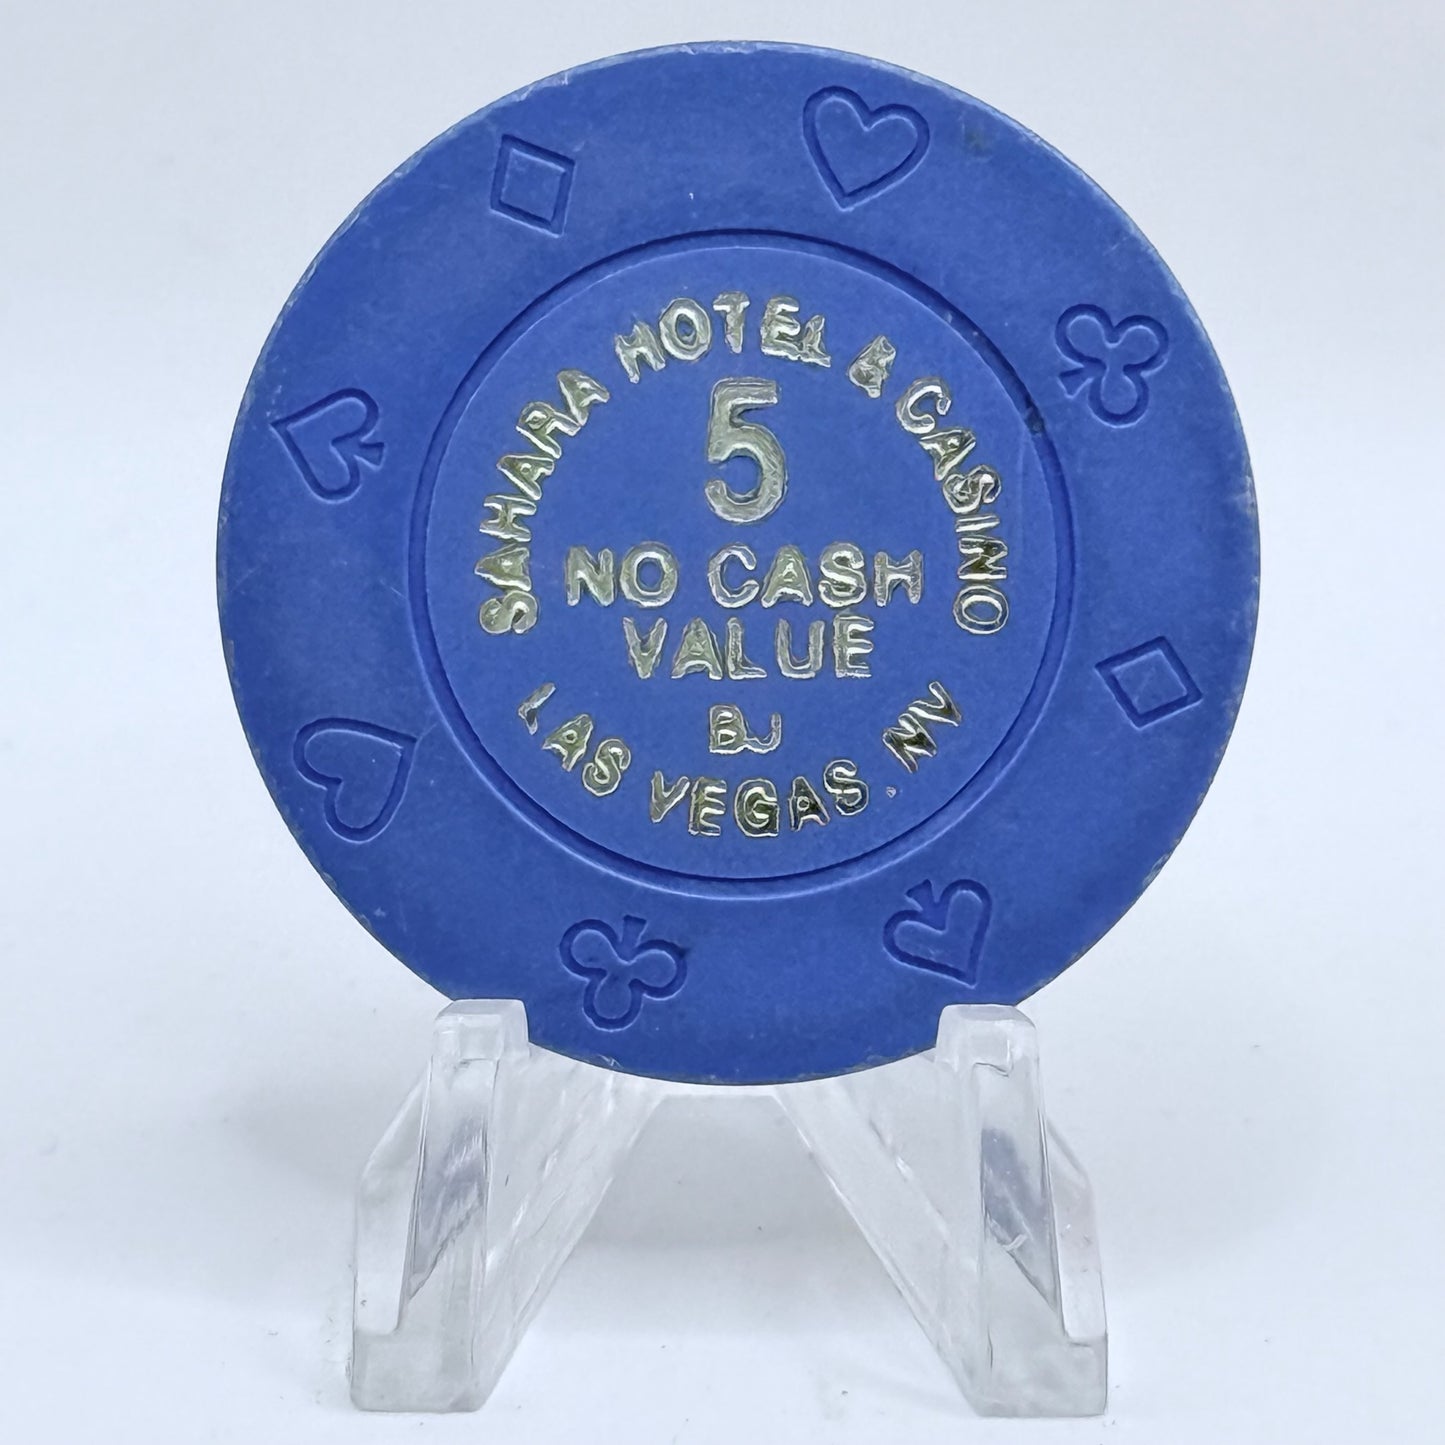 SAHARA HOTEL & CASINO
5
NO CASH
VALUE
BJ
LAS VEGAS. NV